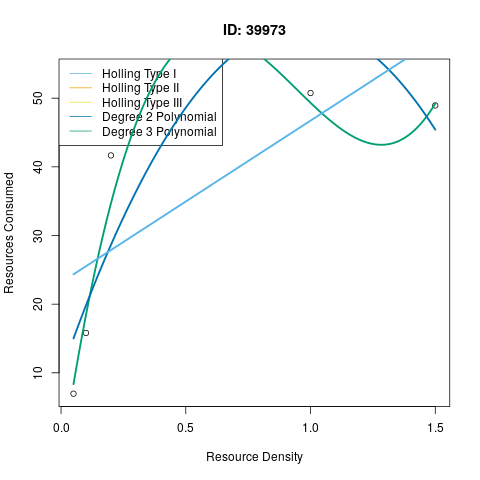 ID: 39973
Holling Type I
Holling Type II
Holling Type III
Degree 2 Polynomial
Degree 3 Polynomial
50
40
30
20
10
Resources Consumed
0.0 0.5 1.0 1.5
Resource Density